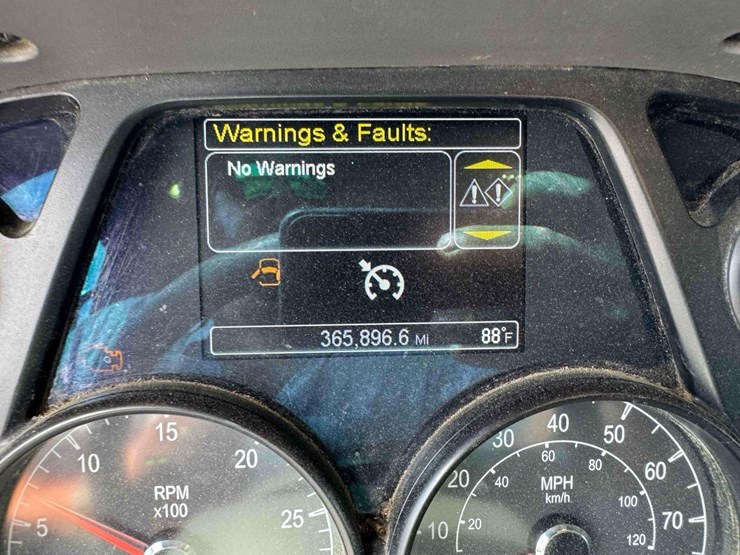 Warnings & Faults:
No Warnings
365,896.6 Mi 88°F
5 10 15 20 25
RPM
x100
10 20 30 40 50 60 70
20 40 60 80 100 120
MPH
km/h